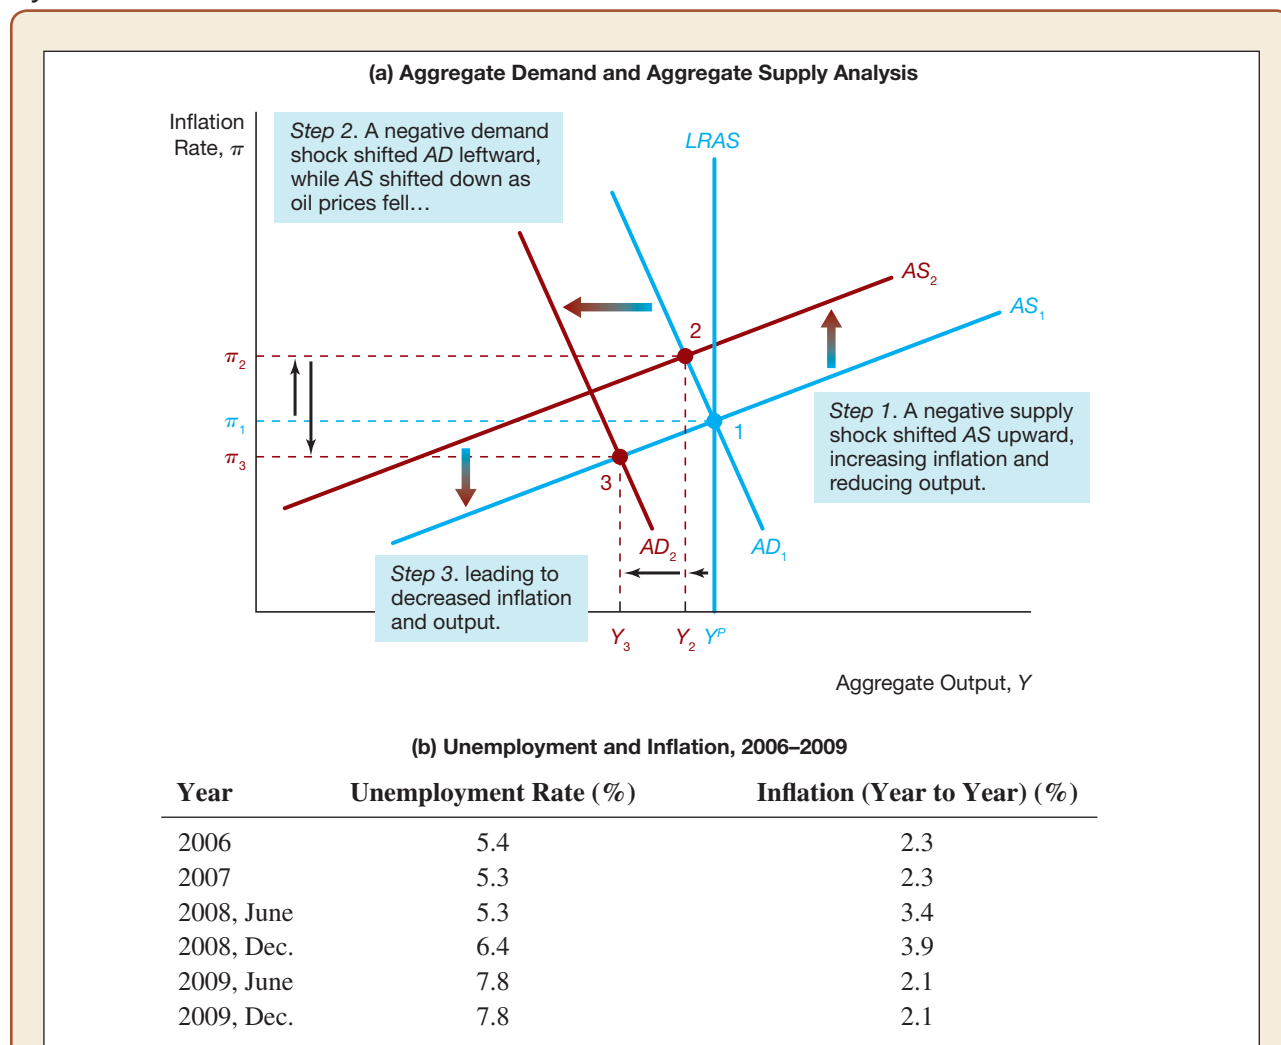 (a) Aggregate Demand and Aggregate Supply Analysis
Inflation
Rate, π
Step 2. A negative demand
shock shifted AD leftward,
while AS shifted down as
oil prices fell…
LRAS
AS2
AS1
2
π2
π1
π3
1
3
Step 1. A negative supply
shock shifted AS upward,
increasing inflation and
reducing output.
AD2
AD1
Step 3. leading to
decreased inflation
and output.
Y3
Y2
YP
Aggregate Output, Y
(b) Unemployment and Inflation, 2006–2009
Year Unemployment Rate (%) Inflation (Year to Year) (%)
2006 5.4 2.3
2007 5.3 2.3
2008, June 5.3 3.4
2008, Dec. 6.4 3.9
2009, June 7.8 2.1
2009, Dec. 7.8 2.1